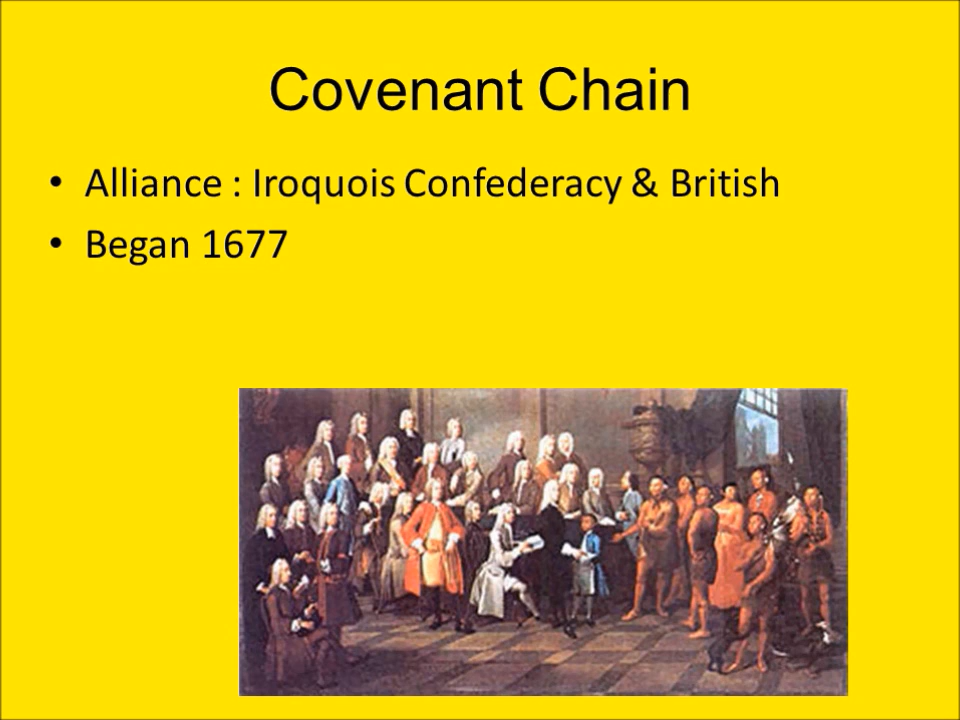 Covenant Chain
• Alliance : Iroquois Confederacy & British
• Began 1677